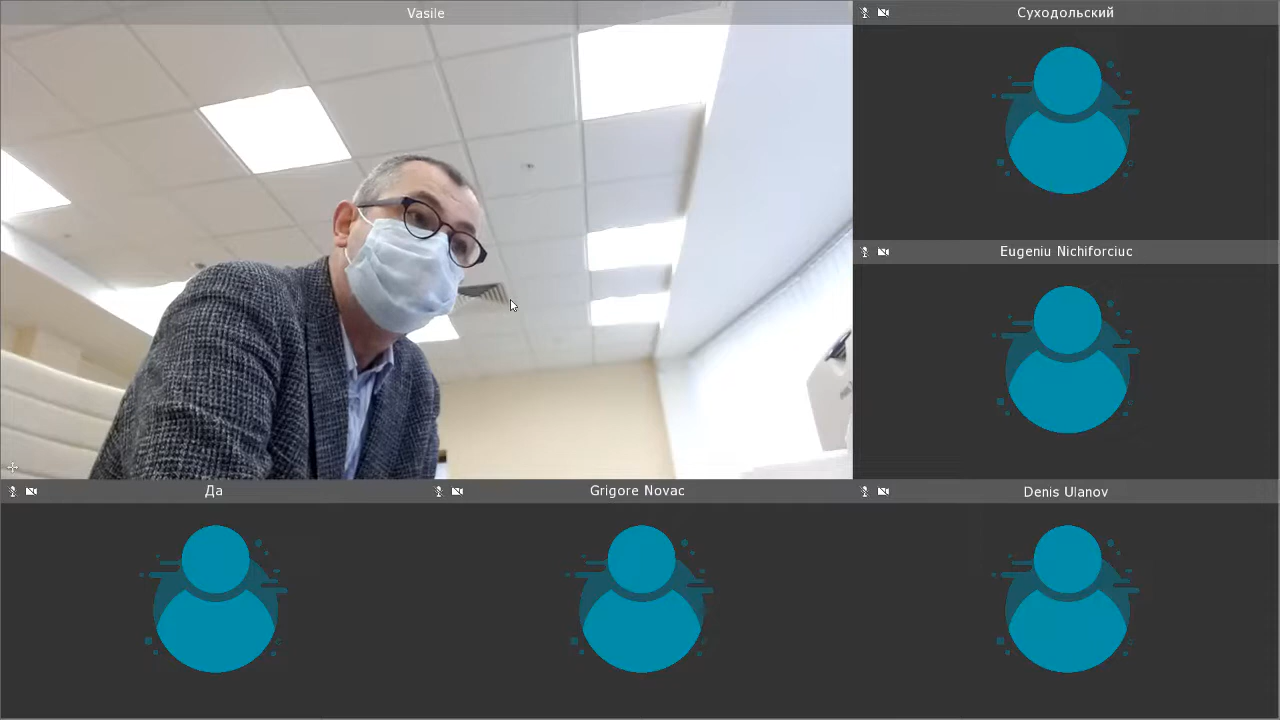 Vasile
Суходольский
Eugeniu Nichiforciuc
Да
Grigore Novac
Denis Ulanov